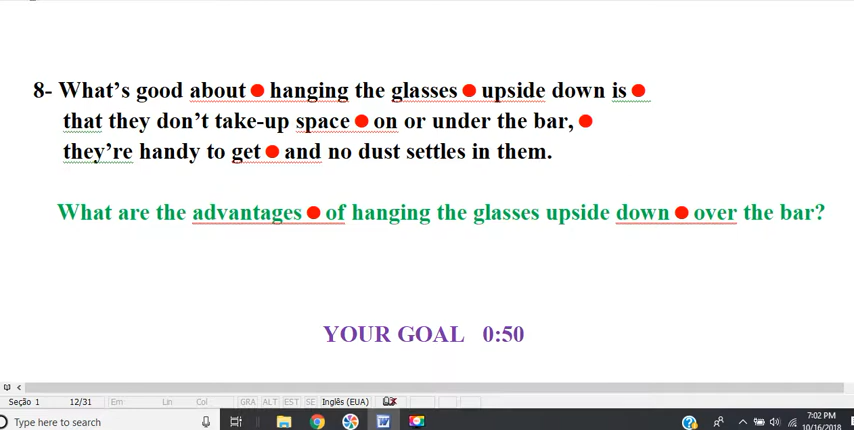 8- What's good about ● hanging the glasses ● upside down is ●
that they don't take-up space ● on or under the bar, ●
they're handy to get ● and no dust settles in them.
What are the advantages ● of hanging the glasses upside down ● over the bar?
YOUR GOAL 0:50
Seção 1 12/31 Em Lin Col GRA ALT EST SE Inglês (EUA)
Type here to search
7:02 PM
10/16/2018